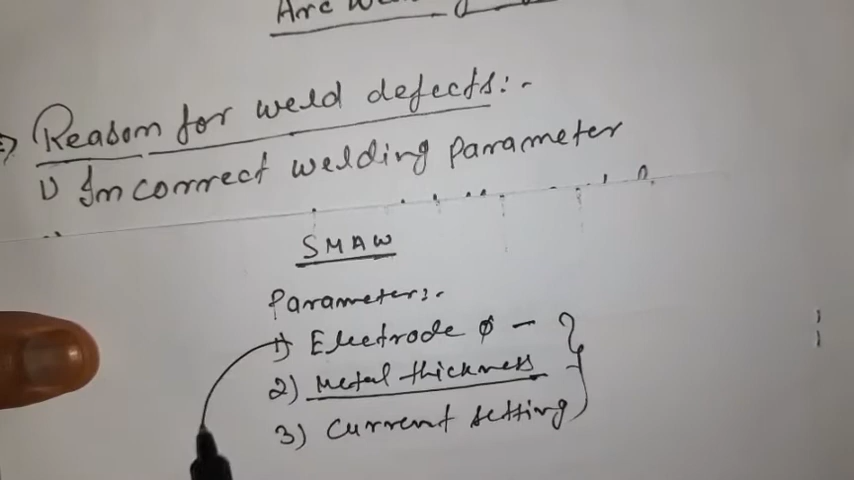 Arc
=> Reason for weld defects:-
1) Incorrect welding parameter
SMAW
Parameter:-
1) Electrode ϕ -
2) Metal thickness
3) Current setting